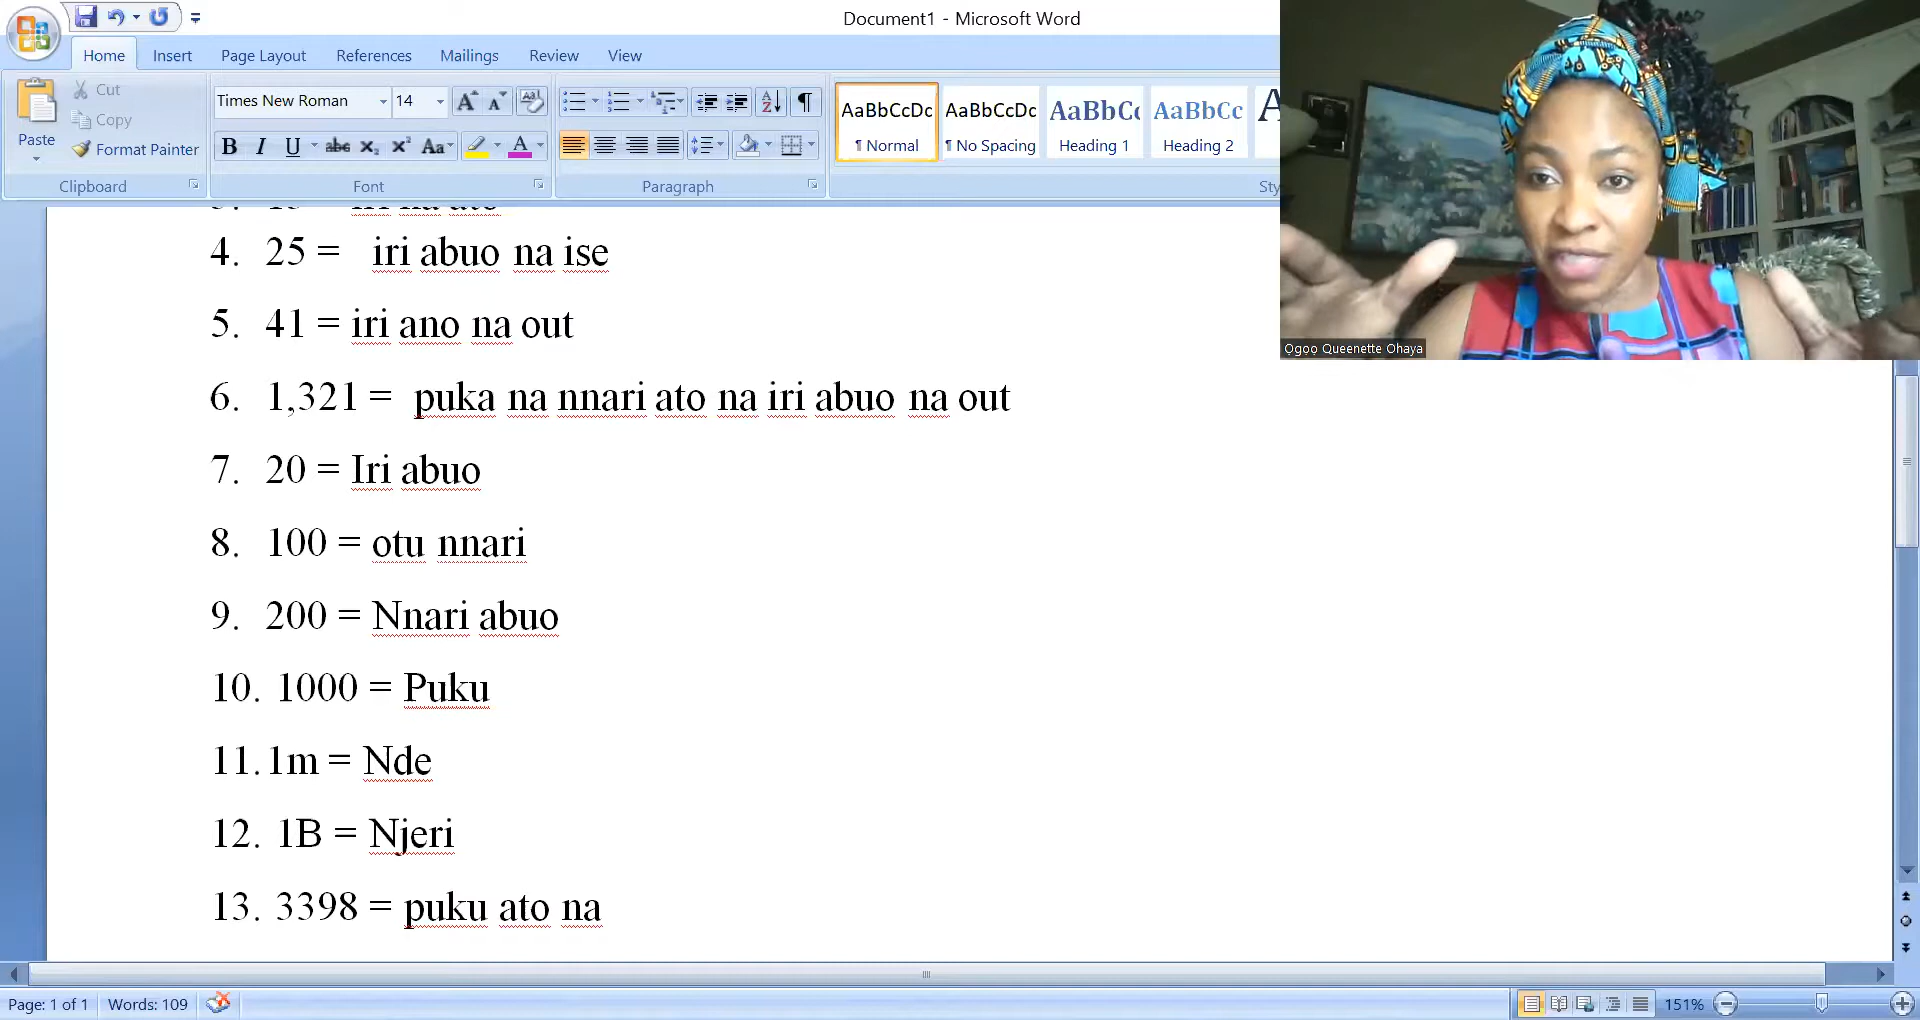 Document1 - Microsoft Word
Home Insert Page Layout References Mailings Review View
Paste
Cut
Copy
Format Painter
Clipboard
Times New Roman 14
Font
Paragraph
AaBbCcDc ¶ Normal
AaBbCcDc ¶ No Spacing
AaBbCc Heading 1
AaBbCc Heading 2
Sty
4. 25 = iri abuo na ise
5. 41 = iri ano na out
6. 1,321 = puka na nnari ato na iri abuo na out
7. 20 = Iri abuo
8. 100 = otu nnari
9. 200 = Nnari abuo
10. 1000 = Puku
11. 1m = Nde
12. 1B = Njeri
13. 3398 = puku ato na
Ogoo Queenette Ohaya
Page: 1 of 1 Words: 109
151%